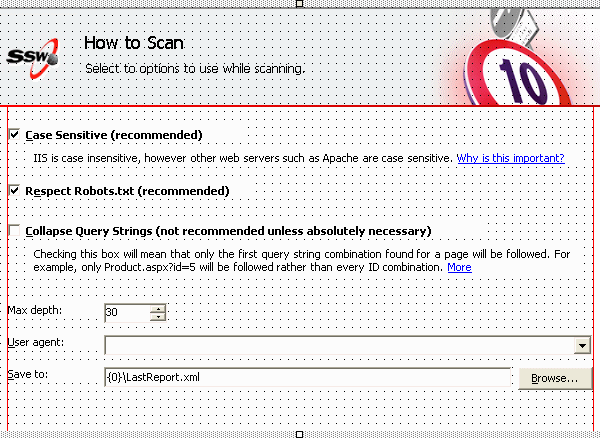 SSW
How to Scan
Select to options to use while scanning.
10
Case Sensitive (recommended)
IIS is case insensitive, however other web servers such as Apache are case sensitive. Why is this important?
Respect Robots.txt (recommended)
Collapse Query Strings (not recommended unless absolutely necessary)
Checking this box will mean that only the first query string combination found for a page will be followed. For
example, only Product.aspx?id=5 will be followed rather than every ID combination. More
Max depth: 30
User agent:
Save to: {0}\LastReport.xml Browse...